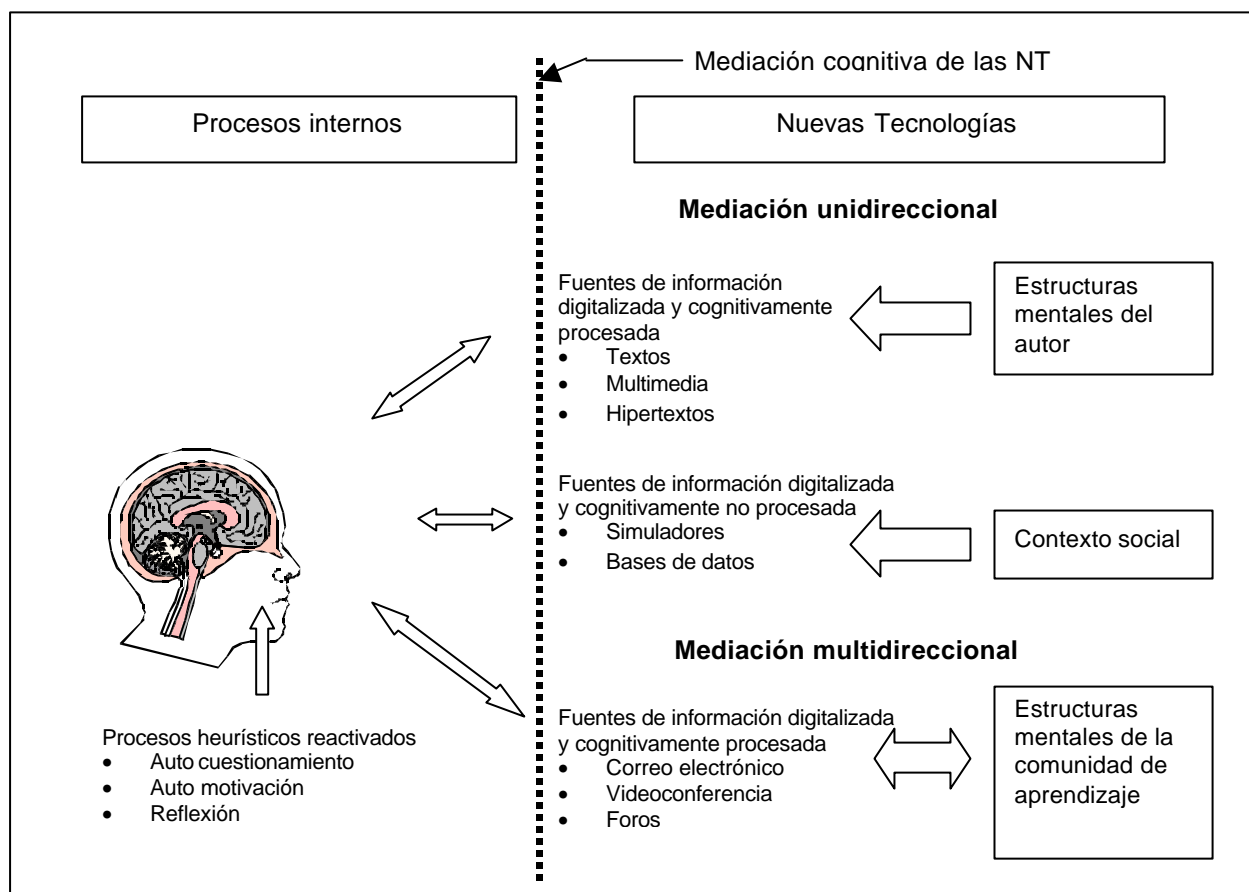 Mediación cognitiva de las NT
Procesos internos
Nuevas Tecnologías
Mediación unidireccional
Fuentes de información
digitalizada y cognitivamente
procesada
• Textos
• Multimedia
• Hipertextos
Estructuras
mentales del
autor
Fuentes de información digitalizada
y cognitivamente no procesada
• Simuladores
• Bases de datos
Contexto social
Mediación multidireccional
Fuentes de información digitalizada
y cognitivamente procesada
• Correo electrónico
• Videoconferencia
• Foros
Estructuras
mentales de la
comunidad de
aprendizaje
Procesos heurísticos reactivados
• Auto cuestionamiento
• Auto motivación
• Reflexión